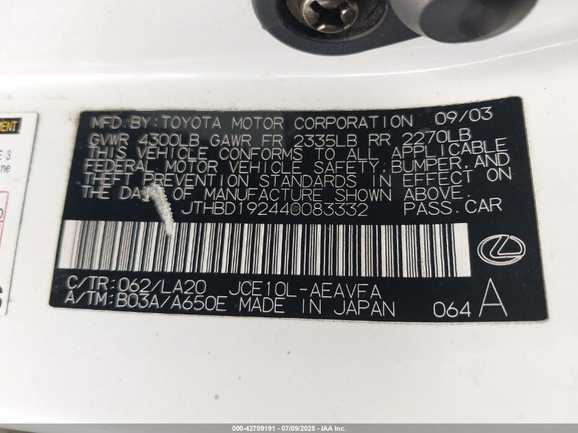 MFD. BY: TOYOTA MOTOR CORPORATION 09/03
GVWR 4300LB GAWR FR 2335LB RR 2270LB
THIS VEHICLE CONFORMS TO ALL APPLICABLE
FEDERAL MOTOR VEHICLE SAFETY, BUMPER, AND
THEFT PREVENTION STANDARDS IN EFFECT ON
THE DATE OF MANUFACTURE SHOWN ABOVE.
JTHBD192440083332 PASS. CAR
C/TR: 062/LA20 JCE10L-AEAVFA
A/TM: B03A/A650E MADE IN JAPAN 064 A
000-42709191 - 07/09/2025 - IAA Inc.